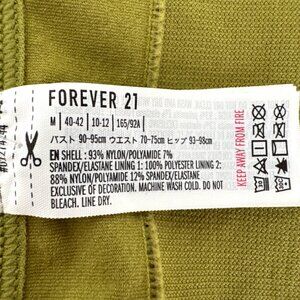 FOREVER 21
M | 40-42 | 10-12 | 165/92A
バスト 90-95cm ウエスト 70-75cm ヒップ 93-98cm
EN SHELL : 93% NYLON/POLYAMIDE 7%
SPANDEX/ELASTANE LINING 1: 100% POLYESTER LINING 2:
88% NYLON/POLYAMIDE 12% SPANDEX/ELASTANE
EXCLUSIVE OF DECORATION. MACHINE WASH COLD. DO NOT
BLEACH. LINE DRY.
KEEP AWAY FROM FIRE